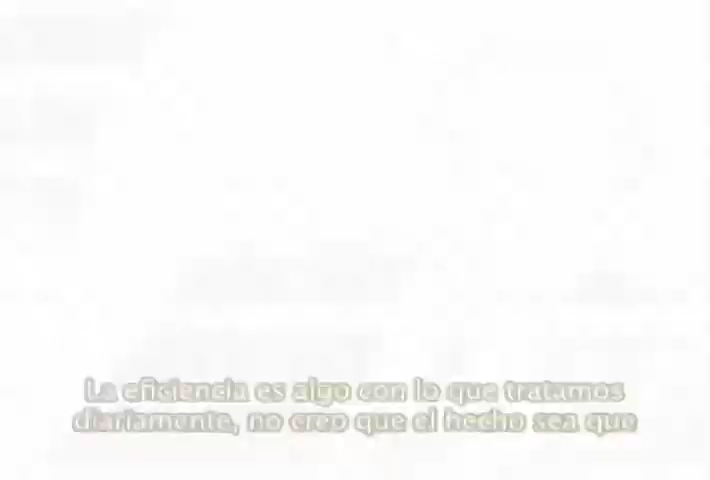 La eficiencia es algo con lo que tratamos
diariamente, no creo que el hecho sea que